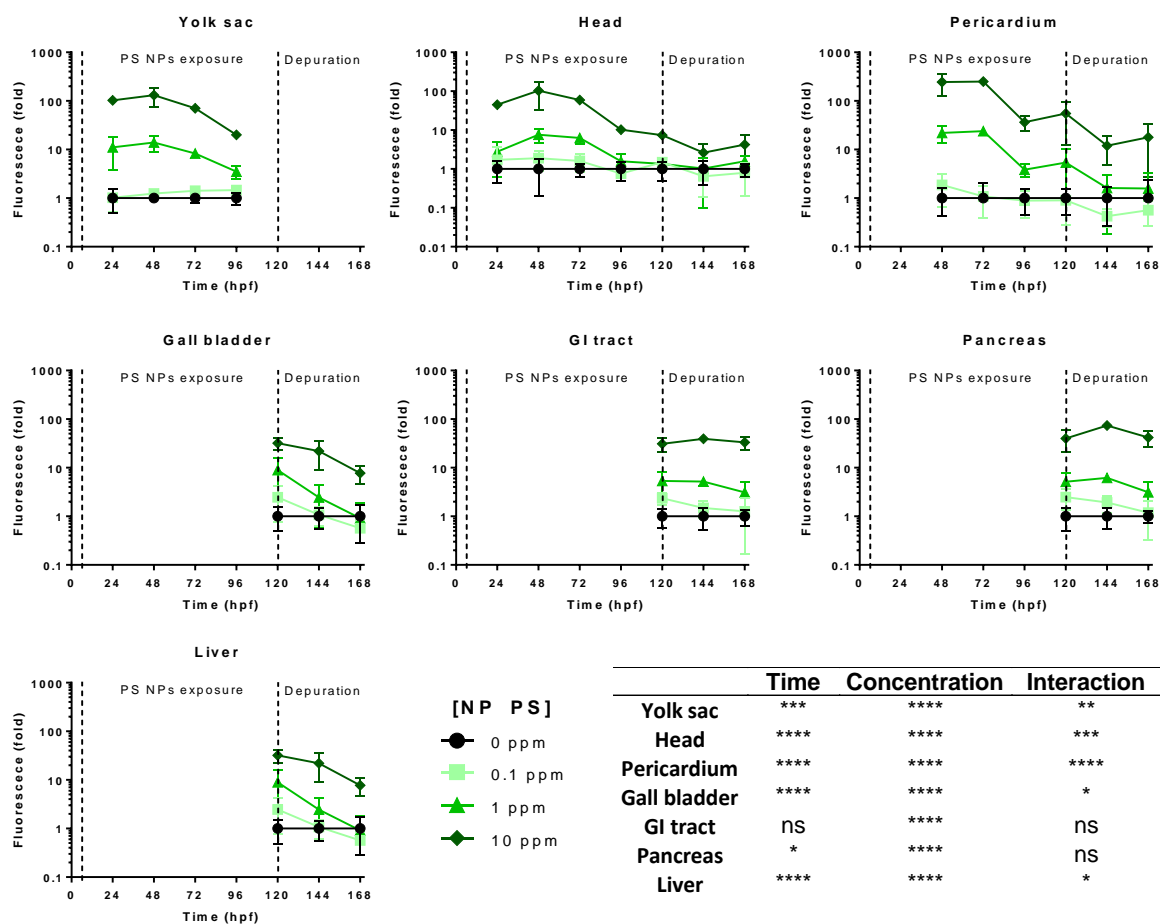 Yolk sac
Fluorescece (fold)
1000
100
10
1
0.1
PS NPs exposure
Depuration
0 24 48 72 96 120 144 168
Time (hpf)
Head
Fluorescece (fold)
1000
100
10
1
0.1
0.01
PS NPs exposure
Depuration
0 24 48 72 96 120 144 168
Time (hpf)
Pericardium
Fluorescece (fold)
1000
100
10
1
0.1
PS NPs exposure
Depuration
0 24 48 72 96 120 144 168
Time (hpf)
Gall bladder
Fluorescece (fold)
1000
100
10
1
0.1
PS NPs exposure
Depuration
0 24 48 72 96 120 144 168
Time (hpf)
GI tract
Fluorescece (fold)
1000
100
10
1
0.1
PS NPs exposure
Depuration
0 24 48 72 96 120 144 168
Time (hpf)
Pancreas
Fluorescece (fold)
1000
100
10
1
0.1
PS NPs exposure
Depuration
0 24 48 72 96 120 144 168
Time (hpf)
Liver
Fluorescece (fold)
1000
100
10
1
0.1
PS NPs exposure
Depuration
0 24 48 72 96 120 144 168
Time (hpf)
[NP PS]
0 ppm
0.1 ppm
1 ppm
10 ppm
Time Concentration Interaction
Yolk sac *** **** **
Head **** **** ***
Pericardium **** **** ****
Gall bladder **** **** *
GI tract ns **** ns
Pancreas * **** ns
Liver **** **** *